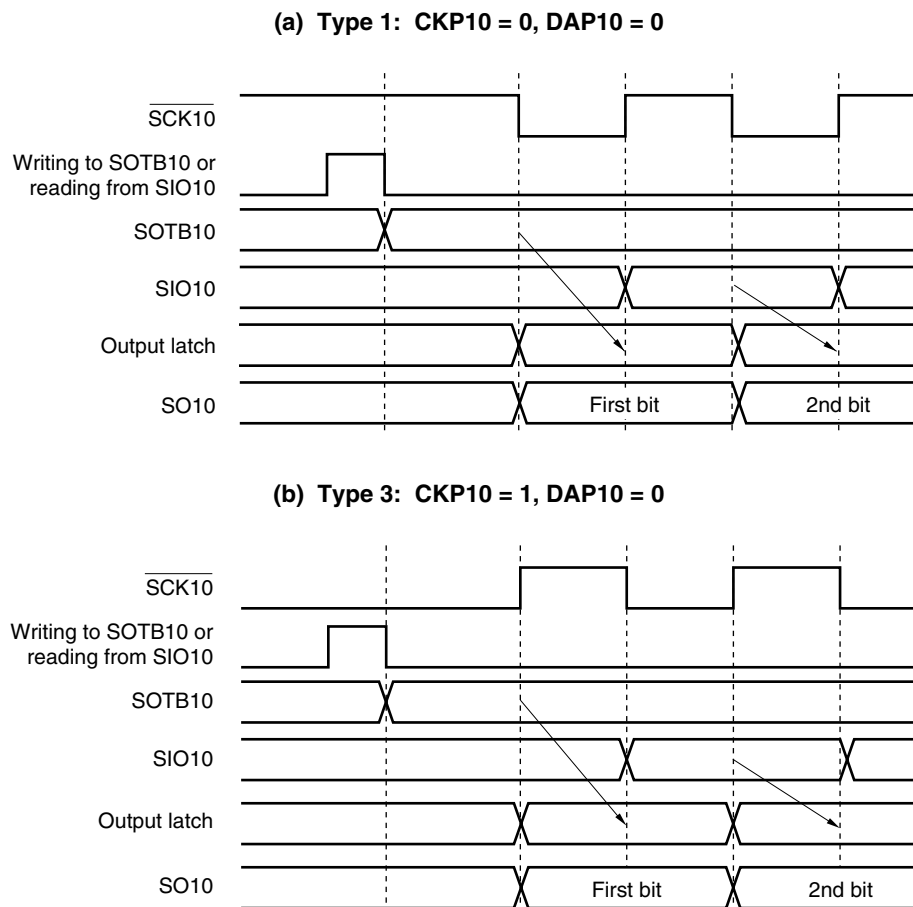 (a) Type 1: CKP10 = 0, DAP10 = 0
SCK10
Writing to SOTB10 or
reading from SIO10
SOTB10
SIO10
Output latch
SO10
First bit
2nd bit
(b) Type 3: CKP10 = 1, DAP10 = 0
SCK10
Writing to SOTB10 or
reading from SIO10
SOTB10
SIO10
Output latch
SO10
First bit
2nd bit